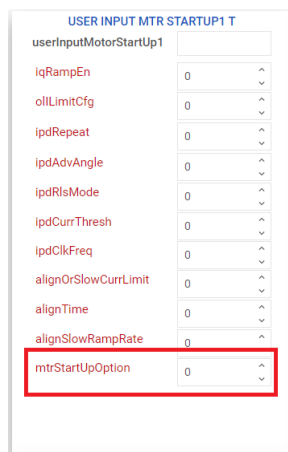 USER INPUT MTR STARTUP1 T
userInputMotorStartUp1
iqRampEn 0
olILimitCfg 0
ipdRepeat 0
ipdAdvAngle 0
ipdRlsMode 0
ipdCurrThresh 0
ipdClkFreq 0
alignOrSlowCurrLimit 0
alignTime 0
alignSlowRampRate 0
mtrStartUpOption 0